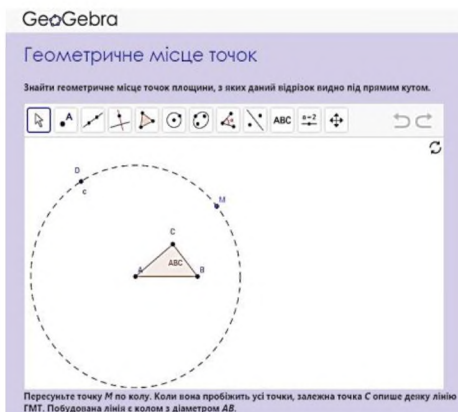 GeoGebra
Геометричне місце точок
Знайти геометричне місце точок площини, з яких даний відрізок видно під прямим кутом.
A
ABC
a=2
D
c
M
C
ABC
A
B
Пересуньте точку M по колу. Коли вона пробіжить усі точки, залежна точка C опише деяку лінію
ГМТ. Побудована лінія є колом з діаметром AB.